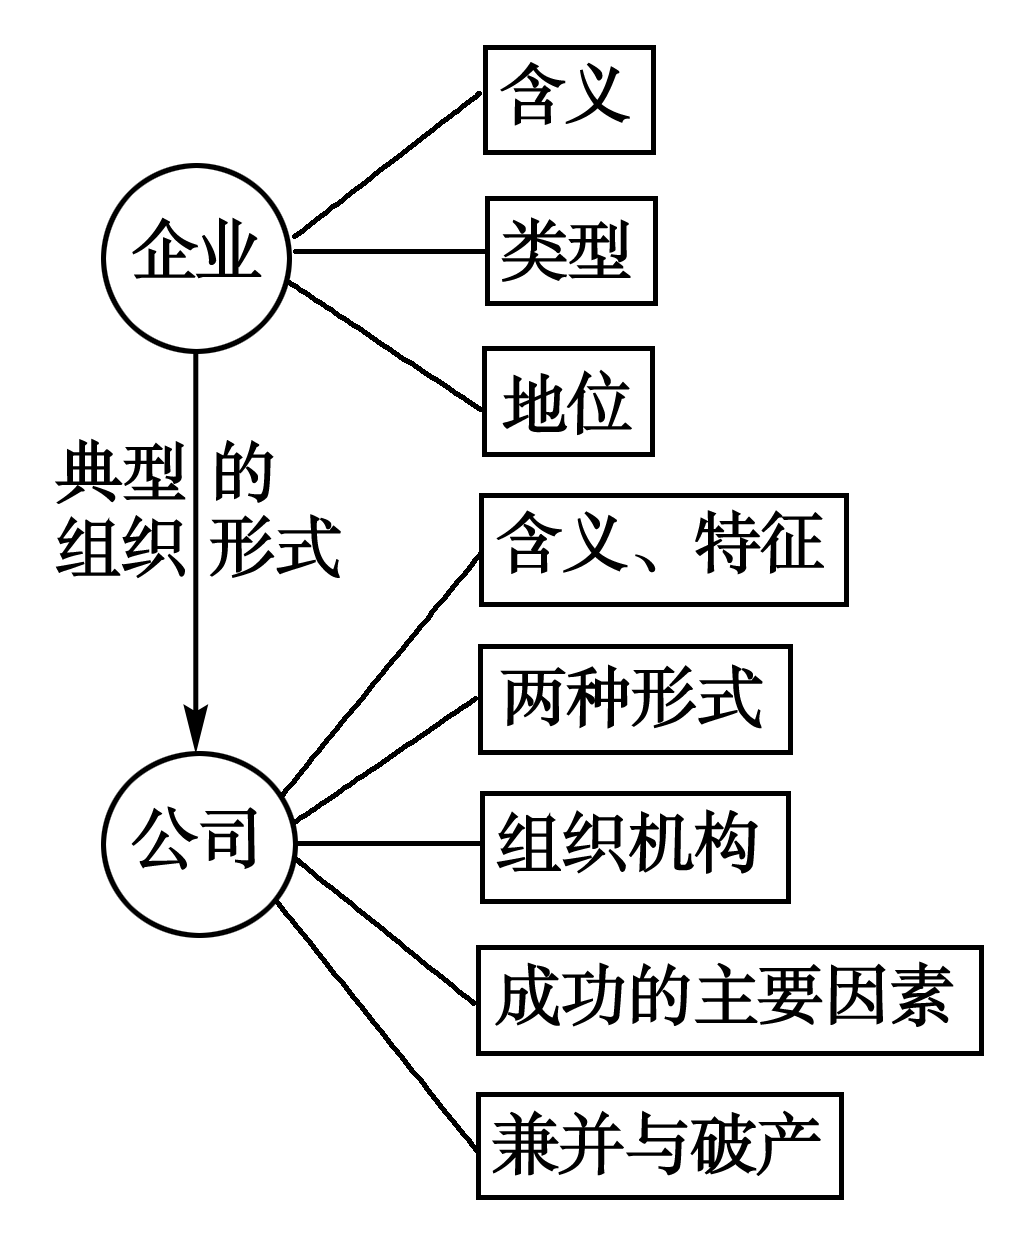 企业
含义
类型
地位
典型的
组织形式
公司
含义、特征
两种形式
组织机构
成功的主要因素
兼并与破产